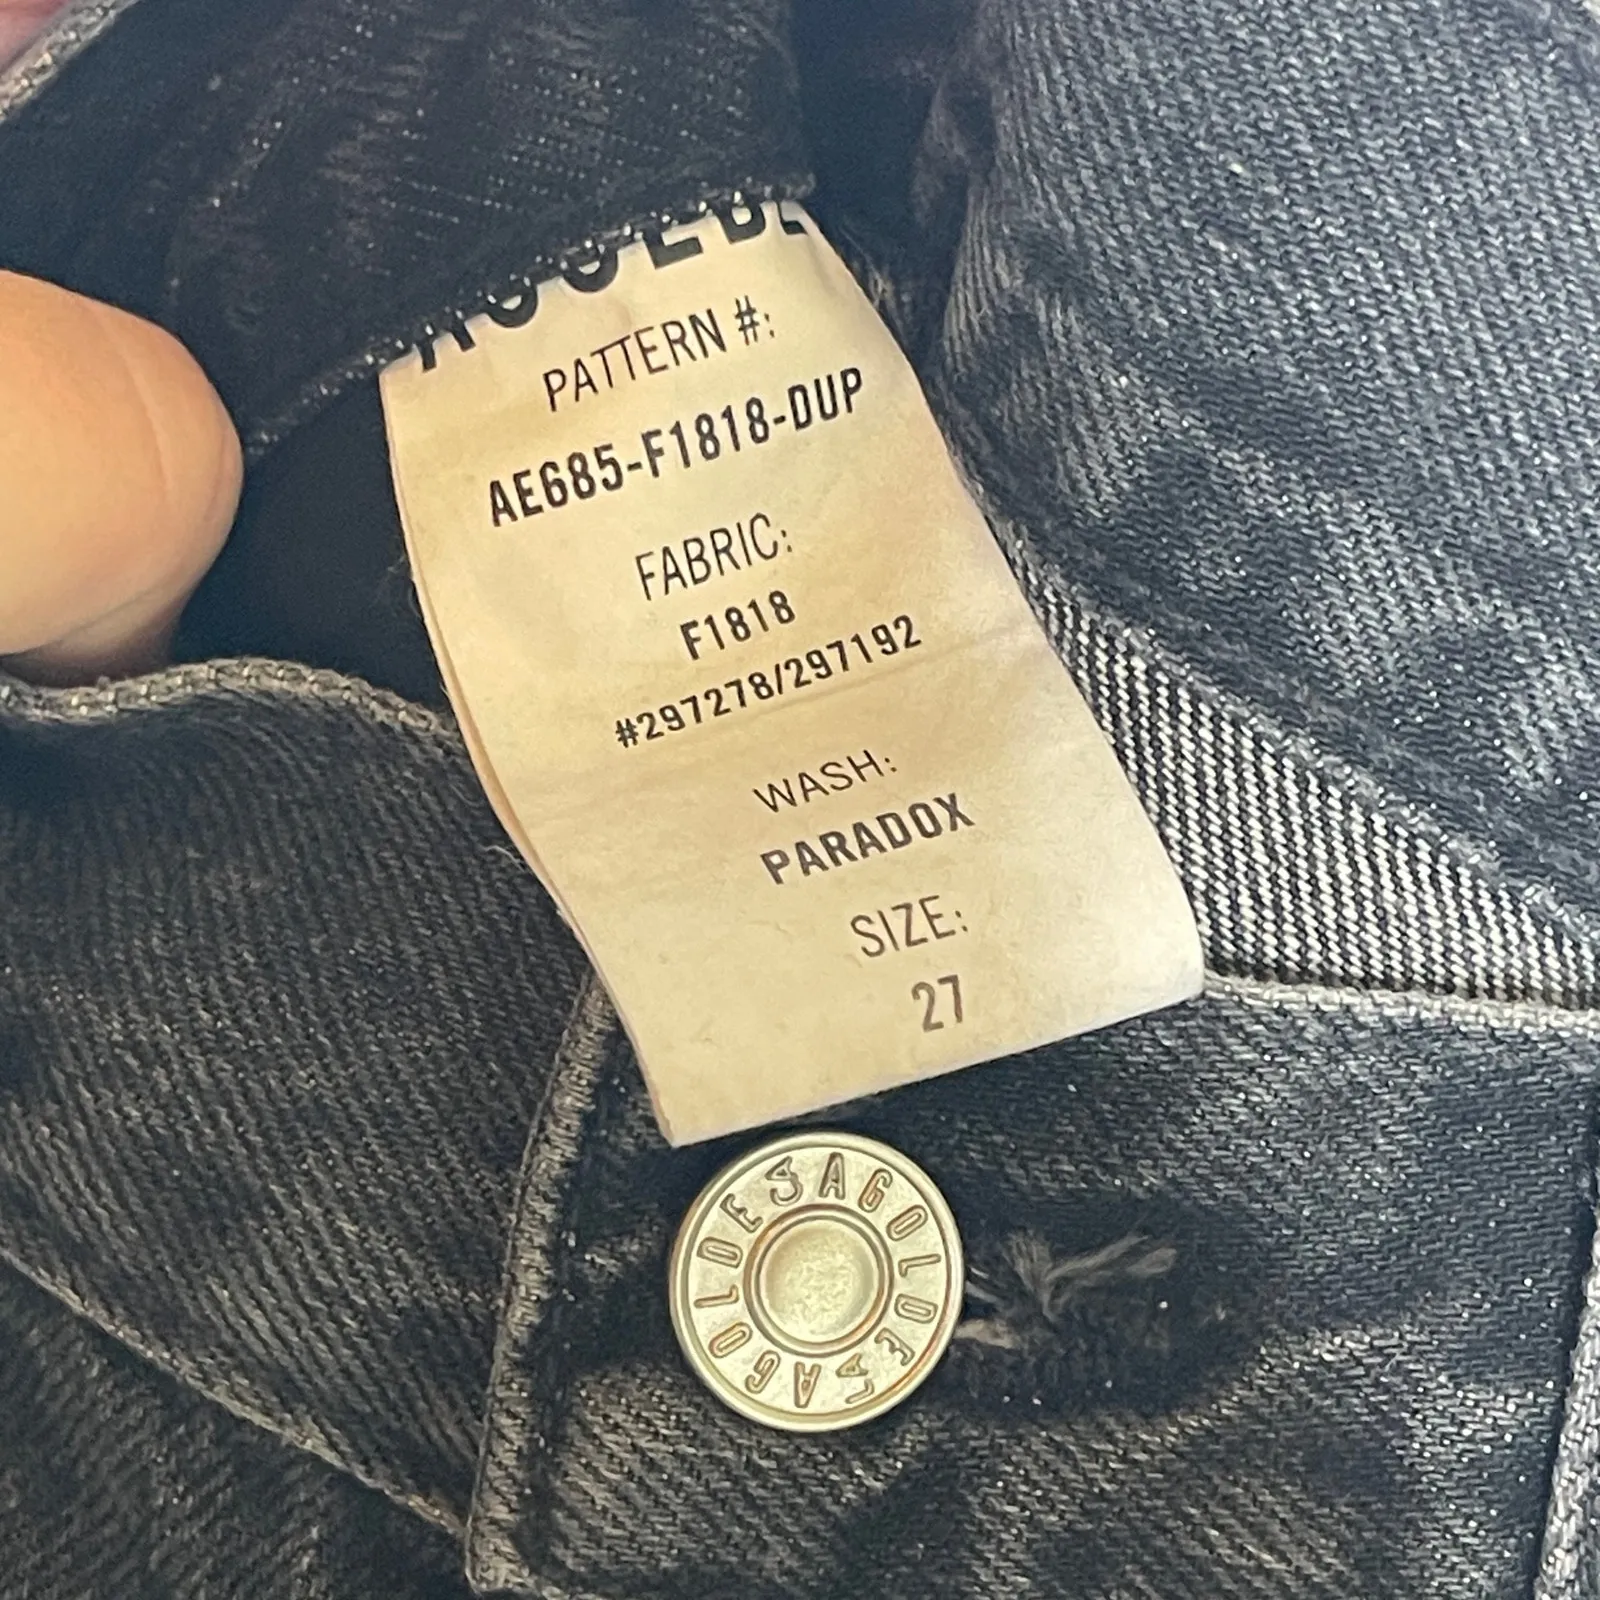 PATTERN #:
AE685-F1818-DUP
FABRIC:
F1818
#297278/297192
WASH:
PARADOX
SIZE:
27
AGOLDE AGOLDE